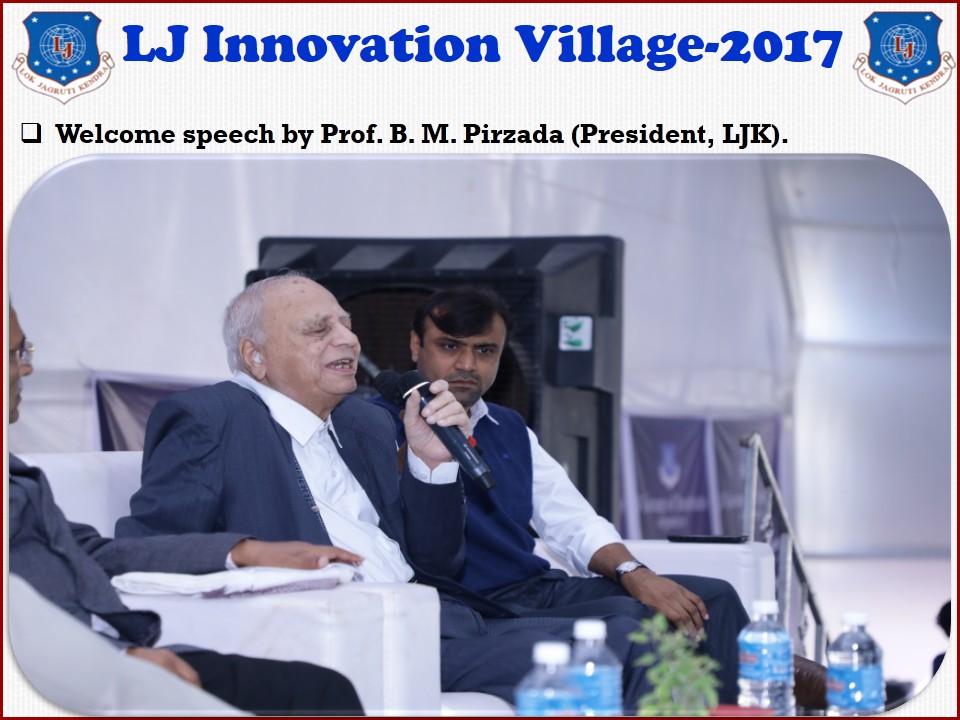 LJ
LOK JAGRUTI KENDRA
LJ Innovation Village-2017
LJ
LOK JAGRUTI KENDRA
Welcome speech by Prof. B. M. Pirzada (President, LJK).